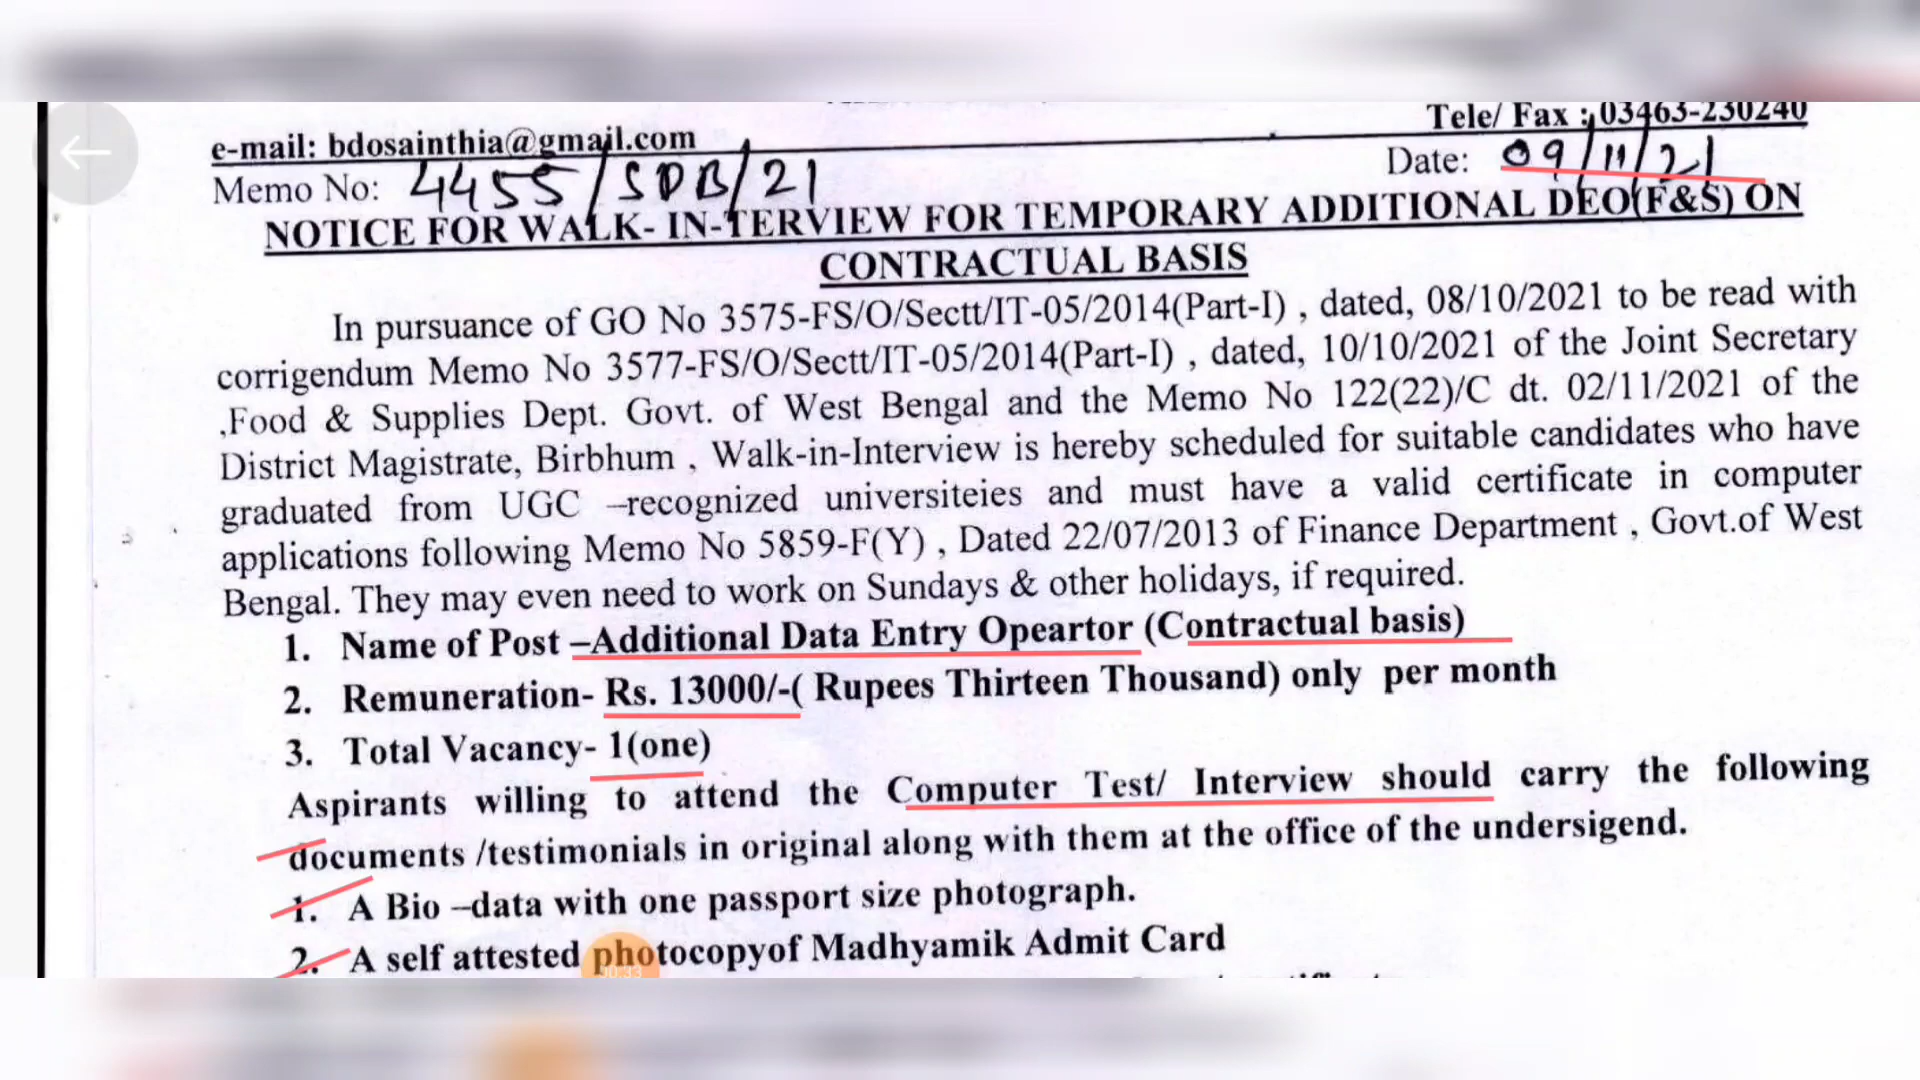 Tele/ Fax : 03463-230240
e-mail: bdosainthia@gmail.com
Memo No: 4455/SDB/21
Date: 09/11/21
NOTICE FOR WALK- IN-TERVIEW FOR TEMPORARY ADDITIONAL DEO(F&S) ON
CONTRACTUAL BASIS
In pursuance of GO No 3575-FS/O/Sectt/IT-05/2014(Part-I) , dated, 08/10/2021 to be read with
corrigendum Memo No 3577-FS/O/Sectt/IT-05/2014(Part-I) , dated, 10/10/2021 of the Joint Secretary
,Food & Supplies Dept. Govt. of West Bengal and the Memo No 122(22)/C dt. 02/11/2021 of the
District Magistrate, Birbhum , Walk-in-Interview is hereby scheduled for suitable candidates who have
graduated from UGC –recognized universiteies and must have a valid certificate in computer
applications following Memo No 5859-F(Y) , Dated 22/07/2013 of Finance Department , Govt.of West
Bengal. They may even need to work on Sundays & other holidays, if required.
1. Name of Post –Additional Data Entry Opeartor (Contractual basis)
2. Remuneration- Rs. 13000/-( Rupees Thirteen Thousand) only per month
3. Total Vacancy- 1(one)
Aspirants willing to attend the Computer Test/ Interview should carry the following
documents /testimonials in original along with them at the office of the undersigend.
1. A Bio –data with one passport size photograph.
2. A self attested photocopyof Madhyamik Admit Card
00:33